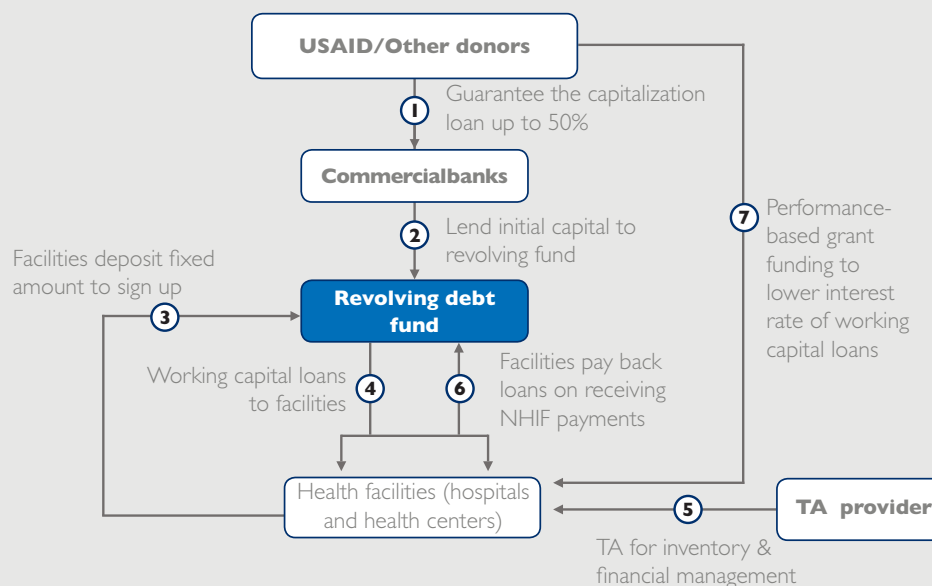 USAID/Other donors
1
Guarantee the capitalization
loan up to 50%
Commercialbanks
2
Lend initial capital to
revolving fund
7
Performance-
based grant
funding to
lower interest
rate of working
capital loans
Facilities deposit fixed
amount to sign up
3
Revolving debt
fund
Working capital loans
to facilities
4
6
Facilities pay back
loans on receiving
NHIF payments
Health facilities (hospitals
and health centers)
5
TA for inventory &
financial management
TA provider